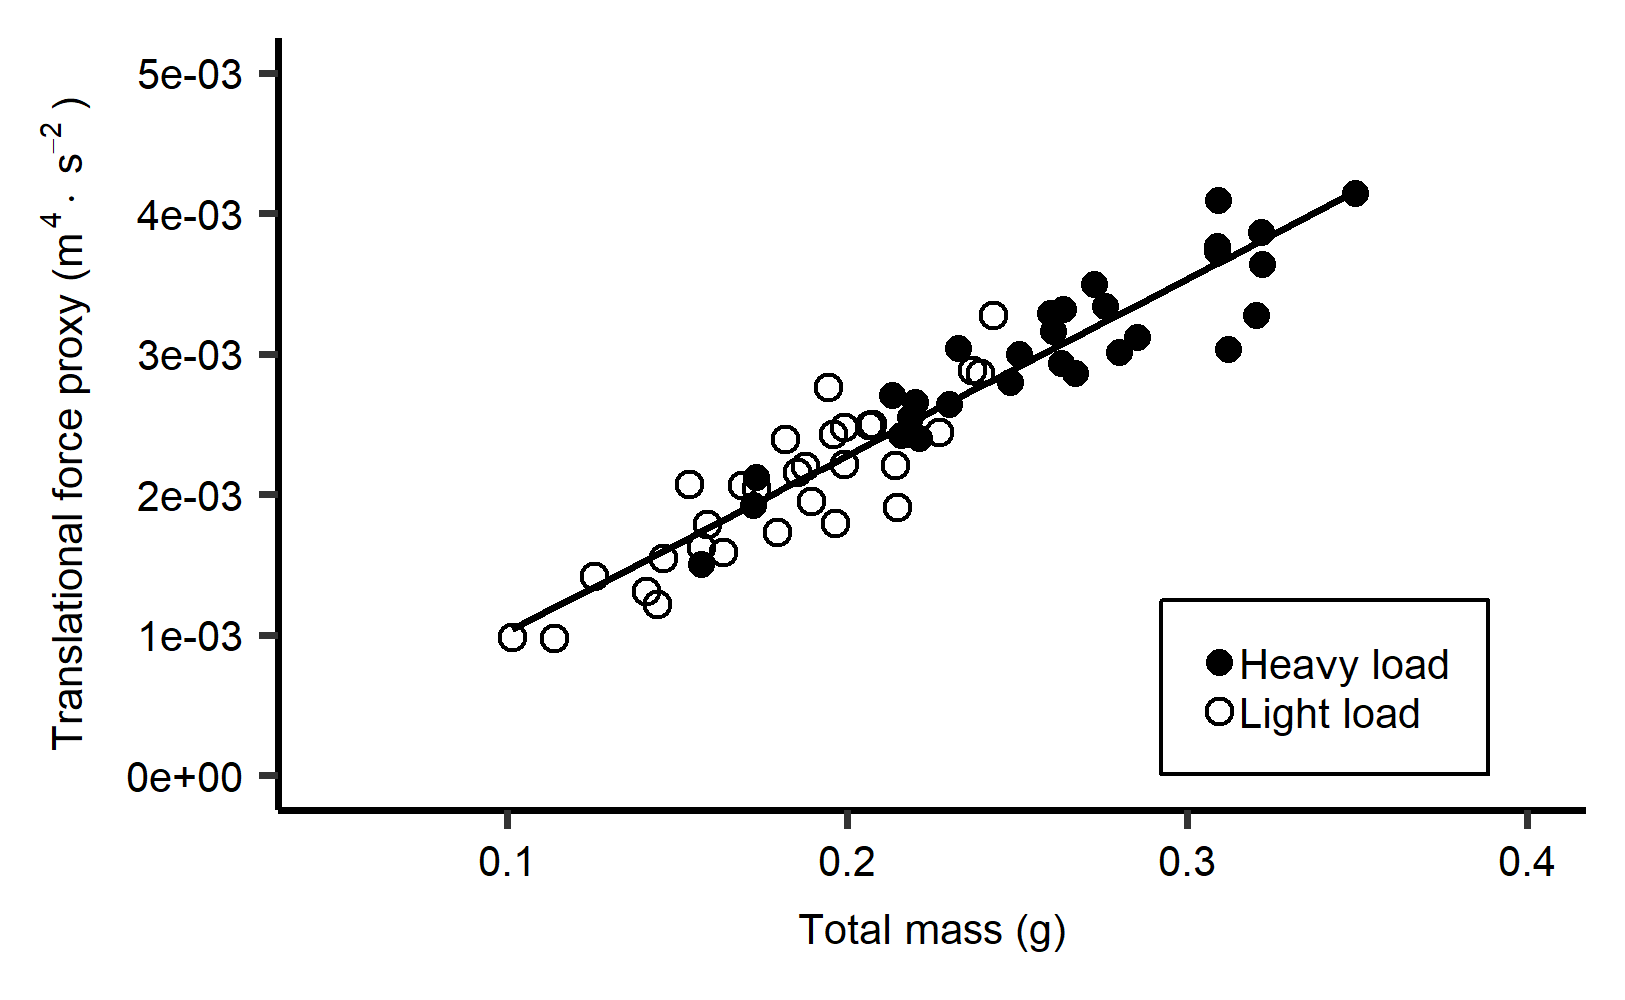 Translational force proxy (m⁴ · s⁻²)
5e-03
4e-03
3e-03
2e-03
1e-03
0e+00
Heavy load
Light load
0.1 0.2 0.3 0.4
Total mass (g)